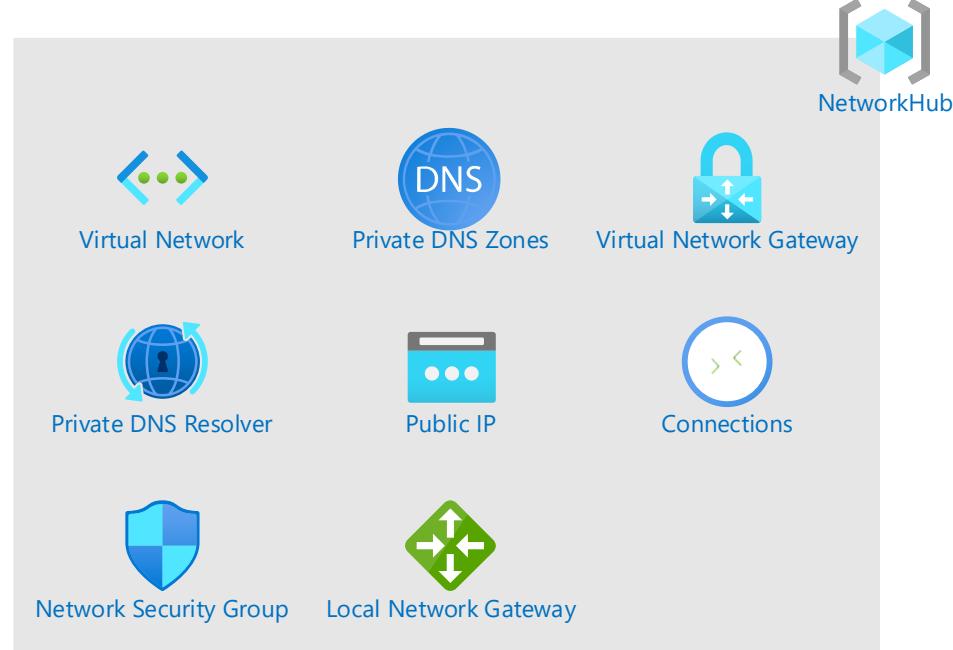 NetworkHub
DNS
Virtual Network
Private DNS Zones
Virtual Network Gateway
Private DNS Resolver
Public IP
Connections
Network Security Group
Local Network Gateway